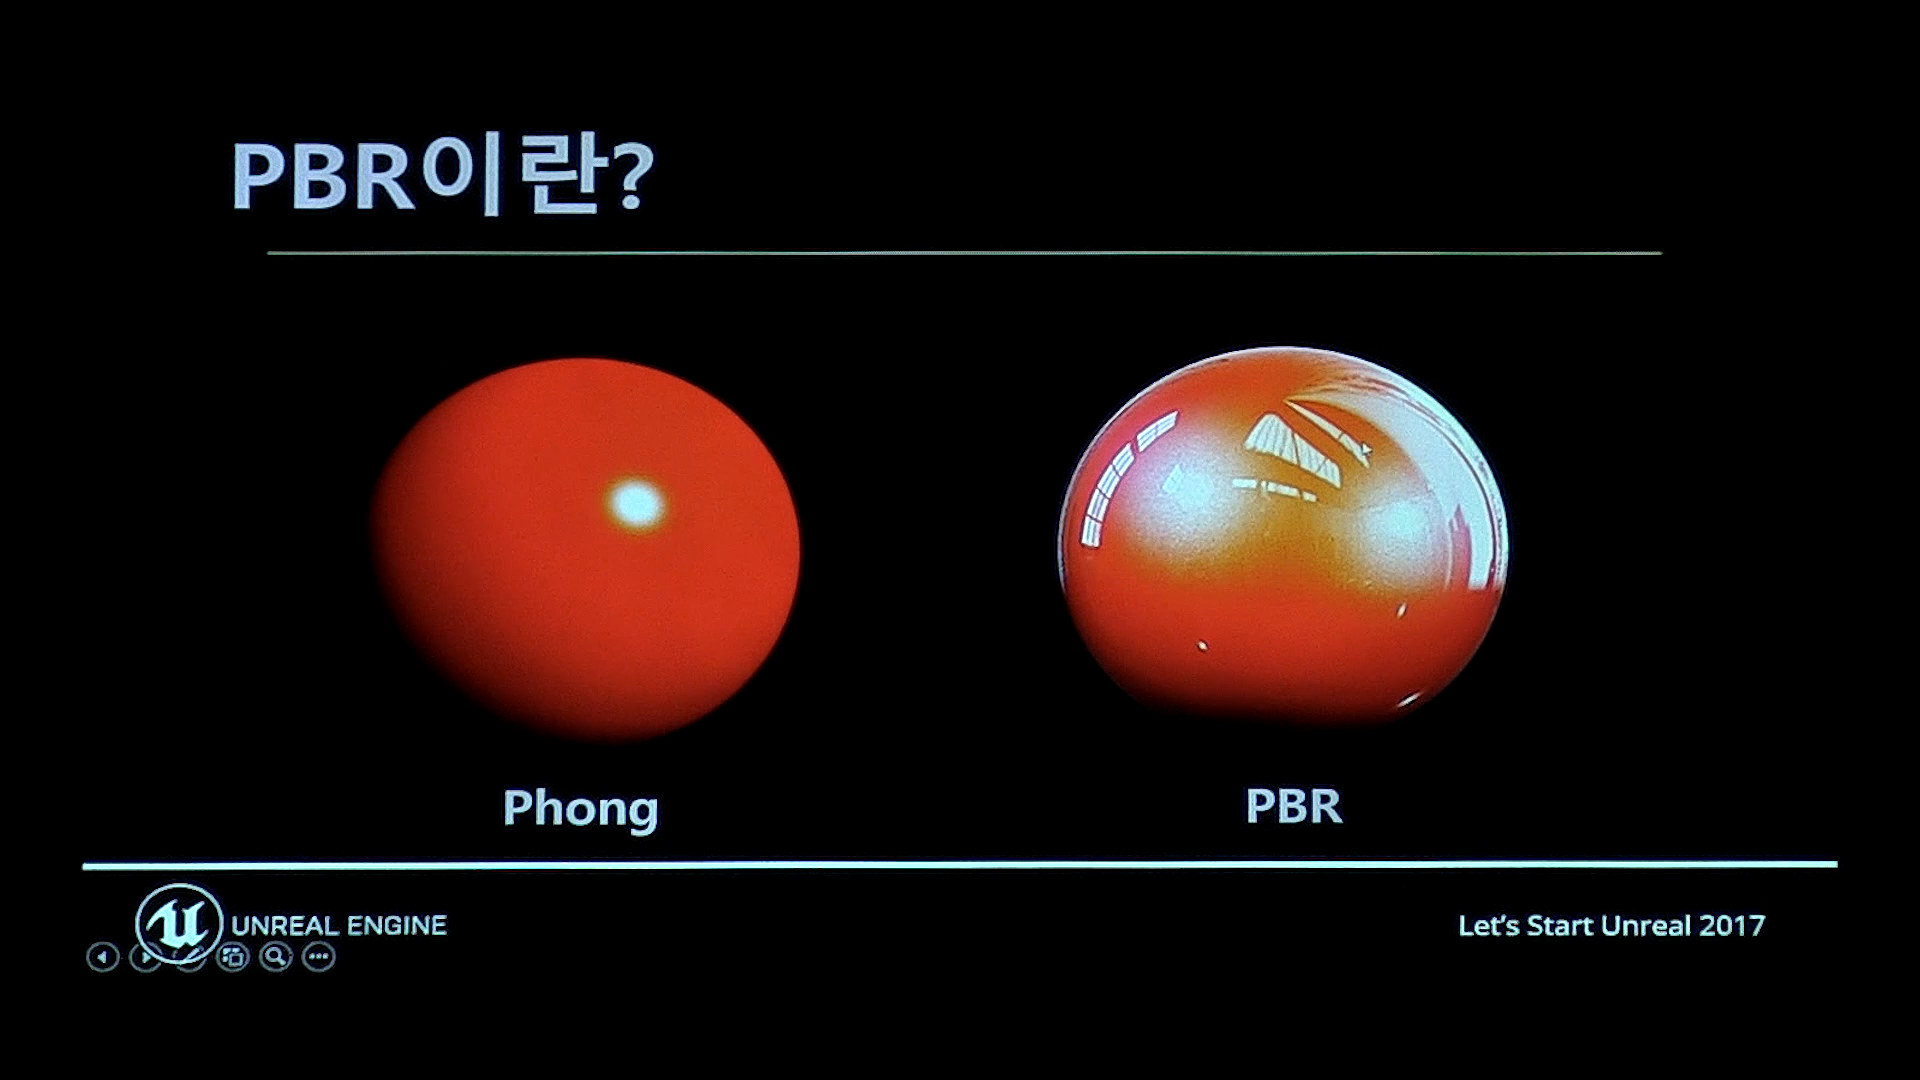 PBR이란?
Phong
PBR
UNREAL ENGINE
Let's Start Unreal 2017